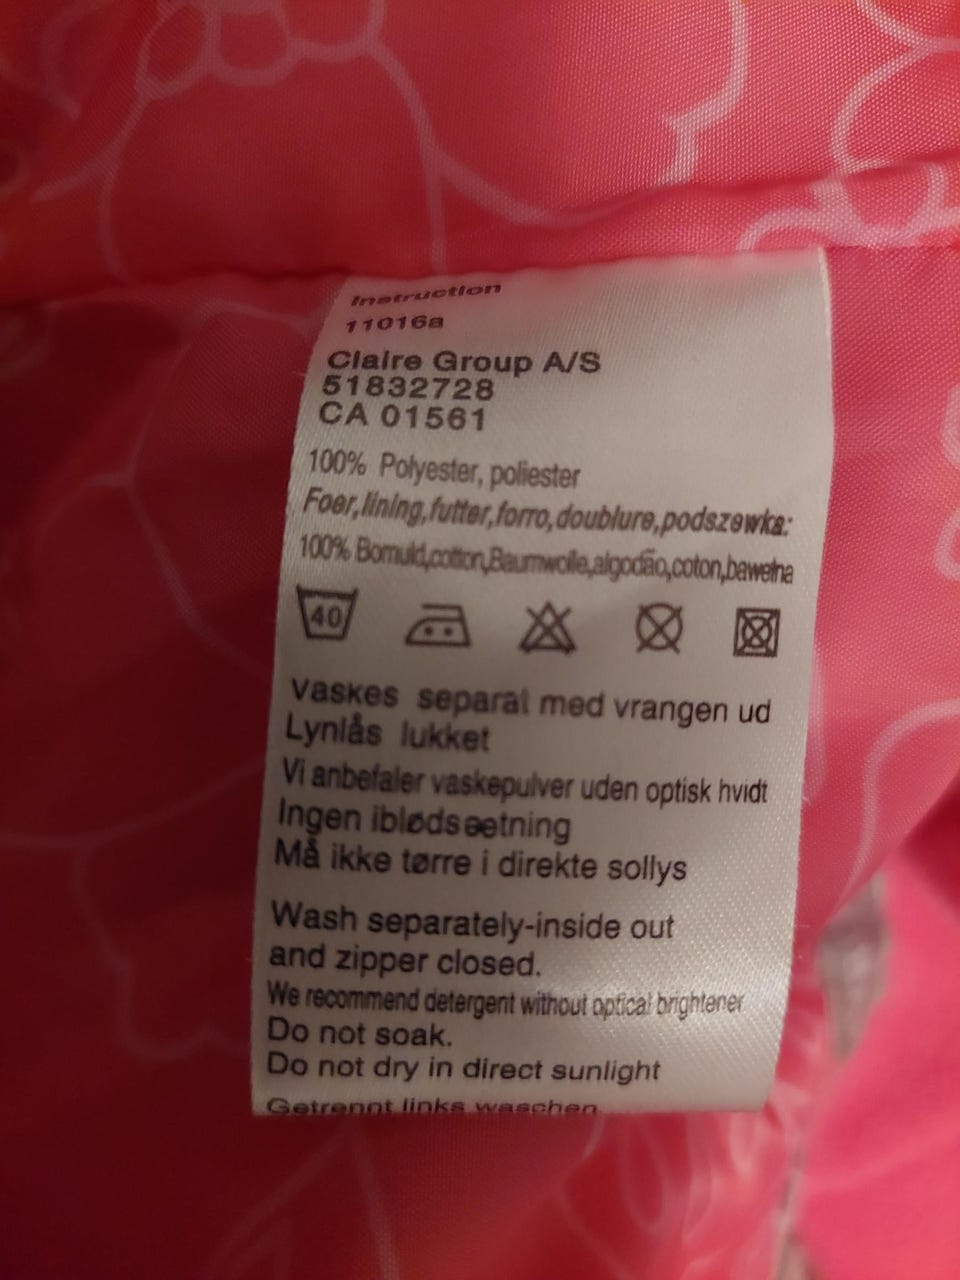 Instruction
11016a
Claire Group A/S
51832728
CA 01561
100% Polyester, poliester
Foer,lining,futter,forro,doublure,podszewka:
100% Bomuld,cotton,Baumwolle,algodão,coton,bawełna
40
Vaskes separat med vrangen ud
Lynlås lukket
Vi anbefaler vaskepulver uden optisk hvidt
Ingen iblødsætning
Må ikke tørre i direkte sollys
Wash separately-inside out
and zipper closed.
We recommend detergent without optical brightener
Do not soak.
Do not dry in direct sunlight
Getrennt links waschen